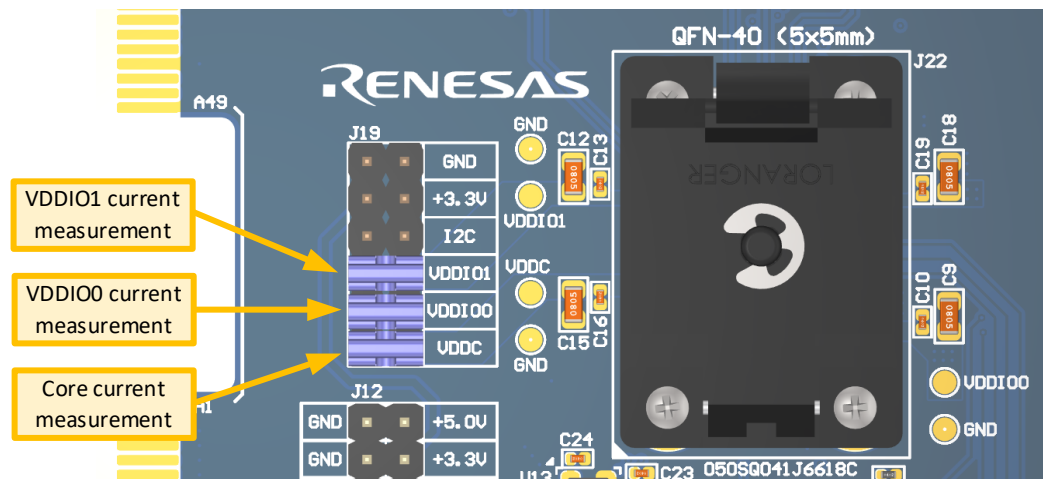 QFN-40 (5x5mm)
J22
RENESAS
A49
J19
GND
+3.3V
I2C
VDDIO1
VDDIO0
VDDC
GND
VDDIO1
VDDC
GND
C12
0805
C13
C15
0805
C16
LORANGER
C19
C18
0805
C10
C9
0805
VDDIO0
GND
VDDIO1 current
measurement
VDDIO0 current
measurement
Core current
measurement
A1
J12
GND
+5.0V
GND
+3.3V
C24
U13
C23
050SQ041J6618C